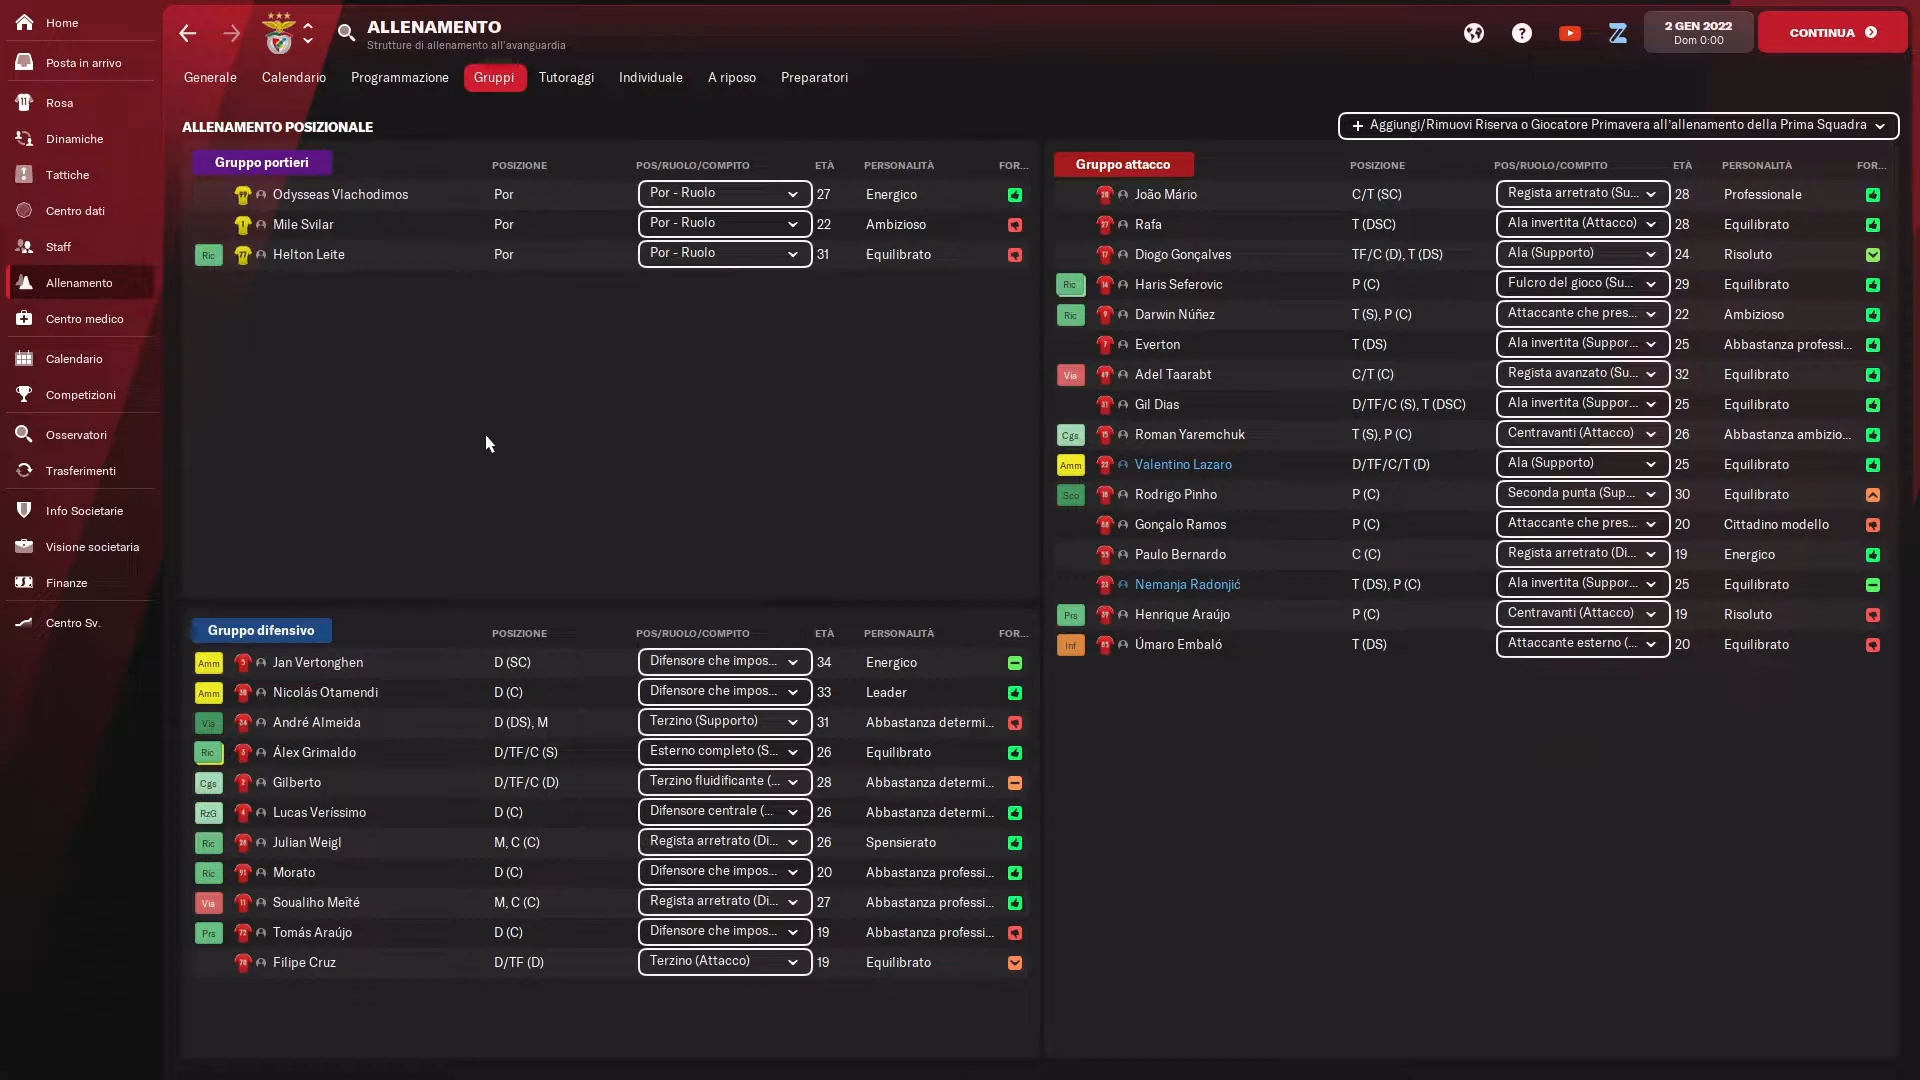 Home
Posta in arrivo
Rosa
Dinamiche
Tattiche
Centro dati
Staff
Allenamento
Centro medico
Calendario
Competizioni
Osservatori
Trasferimenti
Info Societarie
Visione societaria
Finanze
Centro Sv.
ALLENAMENTO
Strutture di allenamento all'avanguardia
2 GEN 2022
Dom 0:00
CONTINUA
Generale Calendario Programmazione Gruppi Tutoraggi Individuale A riposo Preparatori
ALLENAMENTO POSIZIONALE
+ Aggiungi/Rimuovi Riserva o Giocatore Primavera all'allenamento della Prima Squadra
Gruppo portieri POSIZIONE POS/RUOLO/COMPITO ETÀ PERSONALITÀ FOR...
Odysseas Vlachodimos Por Por - Ruolo 27 Energico
Mile Svilar Por Por - Ruolo 22 Ambizioso
Ric Helton Leite Por Por - Ruolo 31 Equilibrato
Gruppo difensivo POSIZIONE POS/RUOLO/COMPITO ETÀ PERSONALITÀ FOR...
Amm Jan Vertonghen D (SC) Difensore che impos... 34 Energico
Amm Nicolás Otamendi D (C) Difensore che impos... 33 Leader
Via André Almeida D (DS), M Terzino (Supporto) 31 Abbastanza determi...
Ric Álex Grimaldo D/TF/C (S) Esterno completo (S... 26 Equilibrato
Cgs Gilberto D/TF/C (D) Terzino fluidificante (... 28 Abbastanza determi...
RzG Lucas Veríssimo D (C) Difensore centrale (... 26 Abbastanza determi...
Ric Julian Weigl M, C (C) Regista arretrato (Di... 26 Spensierato
Ric Morato D (C) Difensore che impos... 20 Abbastanza professi...
Via Soualiho Meïté M, C (C) Regista arretrato (Di... 27 Abbastanza professi...
Prs Tomás Araújo D (C) Difensore che impos... 19 Abbastanza professi...
Filipe Cruz D/TF (D) Terzino (Attacco) 19 Equilibrato
Gruppo attacco POSIZIONE POS/RUOLO/COMPITO ETÀ PERSONALITÀ FOR...
João Mário C/T (SC) Regista arretrato (Su... 28 Professionale
Rafa T (DSC) Ala invertita (Attacco) 28 Equilibrato
Diogo Gonçalves TF/C (D), T (DS) Ala (Supporto) 24 Risoluto
Ric Haris Seferovic P (C) Fulcro del gioco (Su... 29 Equilibrato
Ric Darwin Núñez T (S), P (C) Attaccante che pres... 22 Ambizioso
Everton T (DS) Ala invertita (Suppor... 25 Abbastanza professi...
Via Adel Taarabt C/T (C) Regista avanzato (Su... 32 Equilibrato
Gil Dias D/TF/C (S), T (DSC) Ala invertita (Suppor... 25 Equilibrato
Cgs Roman Yaremchuk T (S), P (C) Centravanti (Attacco) 26 Abbastanza ambizio...
Amm Valentino Lazaro D/TF/C/T (D) Ala (Supporto) 25 Equilibrato
Sco Rodrigo Pinho P (C) Seconda punta (Sup... 30 Equilibrato
Gonçalo Ramos P (C) Attaccante che pres... 20 Cittadino modello
Paulo Bernardo C (C) Regista arretrato (Di... 19 Energico
Nemanja Radonjić T (DS), P (C) Ala invertita (Suppor... 25 Equilibrato
Prs Henrique Araújo P (C) Centravanti (Attacco) 19 Risoluto
Inf Úmaro Embaló T (DS) Attaccante esterno (... 20 Equilibrato